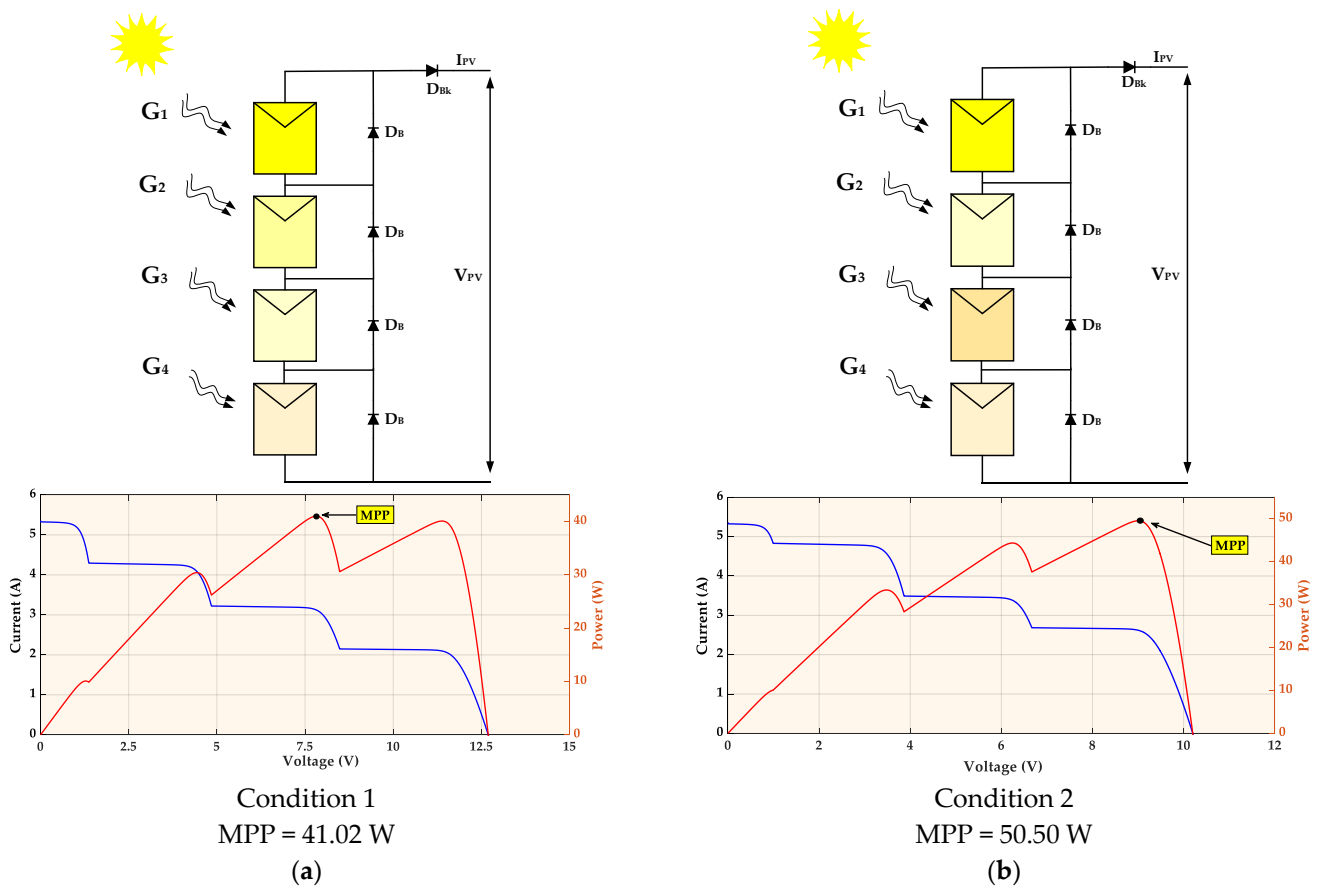 IPV
DBk
G1
DB
G2
DB
G3
VPV
DB
G4
DB
6
5
4
3
2
1
0
Current (A)
0
2.5
5
7.5
10
12.5
15
Voltage (V)
40
30
20
10
0
Power (W)
MPP
Condition 1
MPP = 41.02 W
(a)
IPV
DBk
G1
DB
G2
DB
G3
VPV
DB
G4
DB
6
5
4
3
2
1
0
Current (A)
0
2
4
6
8
10
12
Voltage (V)
50
40
30
20
10
0
Power (W)
MPP
Condition 2
MPP = 50.50 W
(b)